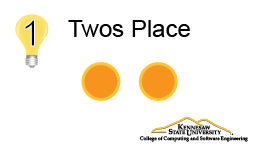 1
Twos Place
KENNESAW
STATE UNIVERSITY
College of Computing and Software Engineering